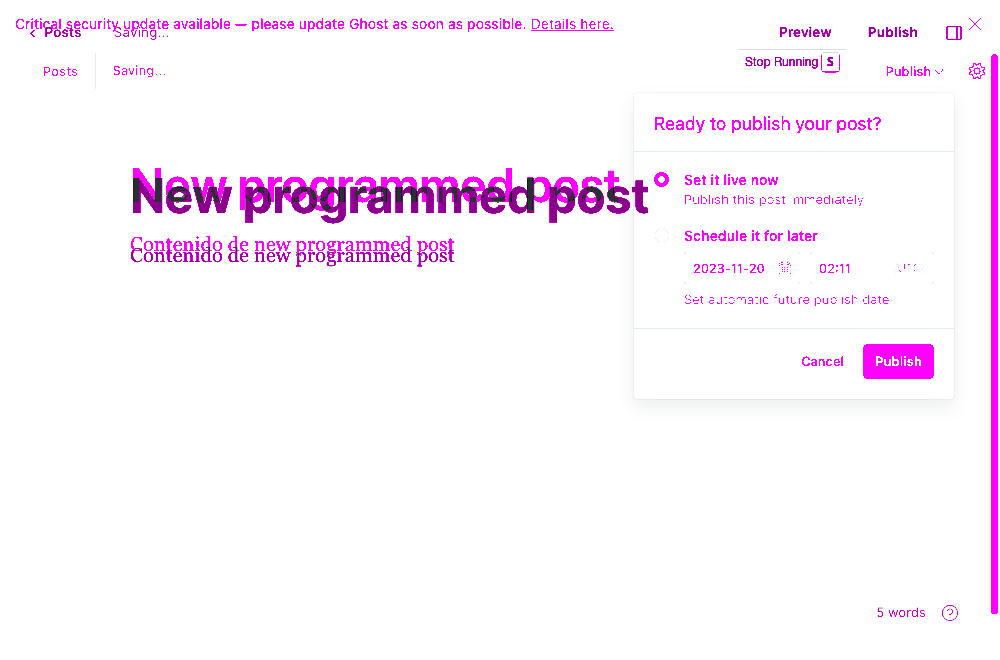 Critical security update available — please update Ghost as soon as possible. Details here.
Posts Saving... Preview Publish
Stop Running S
Posts Saving... Publish
Ready to publish your post?
New programmed post
New programmed post
Set it live now
Publish this post immediately
Schedule it for later
Contenido de new programmed post
Contenido de new programmed post
2023-11-20 02:11 UTC
Set automatic future publish date
Cancel Publish
5 words ?